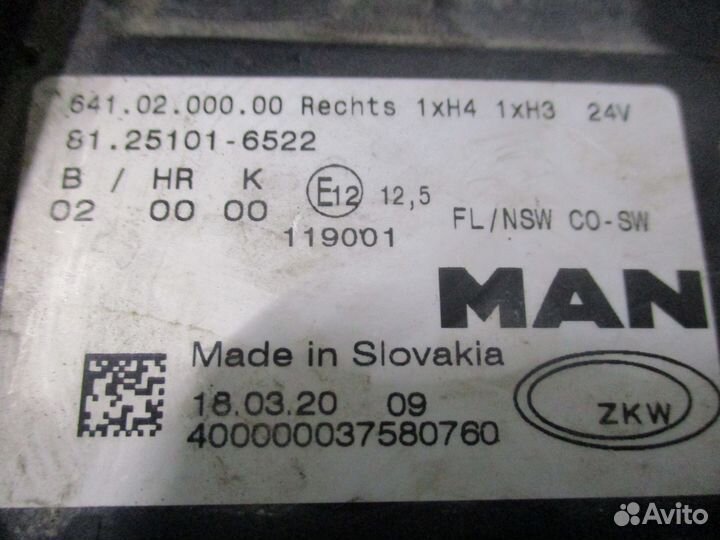 641.02.000.00 Rechts 1xH4 1xH3 24V
81.25101-6522
B / HR K
02 00 00
E12 12,5
119001
FL/NSW CO-SW
MAN
Made in Slovakia
18.03.20 09
400000037580760
ZKW
Avito